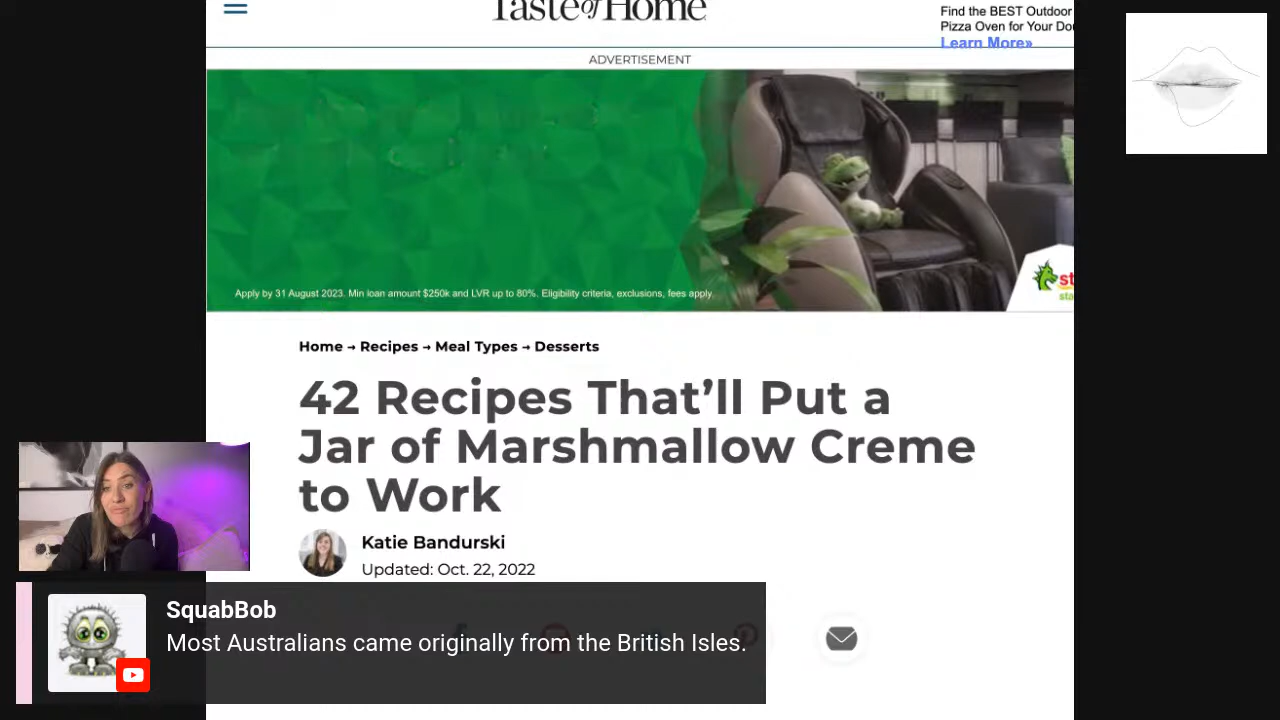 Taste of Home
Find the BEST Outdoor
Pizza Oven for Your
Learn More»
ADVERTISEMENT
Apply by 31 August 2023. Min loan amount $250k and LVR up to 80%. Eligibility criteria, exclusions, fees apply.
Home → Recipes → Meal Types → Desserts
42 Recipes That’ll Put a
Jar of Marshmallow Creme
to Work
Katie Bandurski
Updated: Oct. 22, 2022
SquabBob
Most Australians came originally from the British Isles.